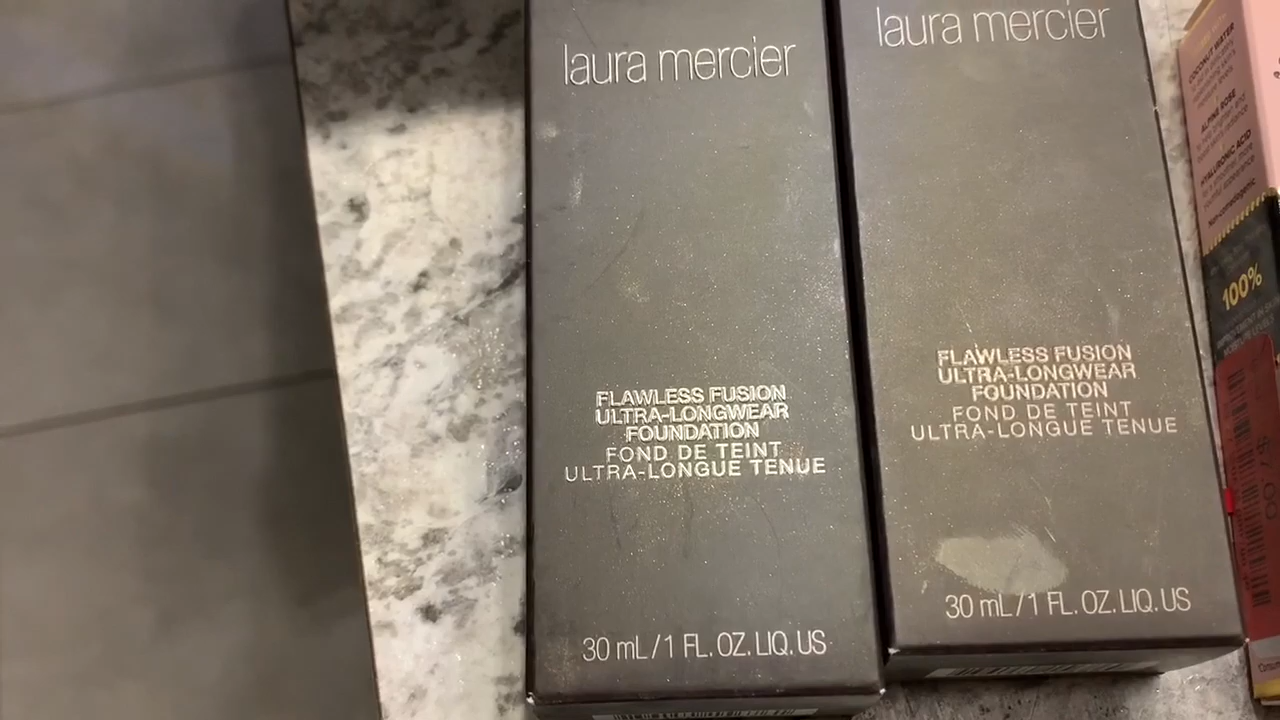 laura mercier
FLAWLESS FUSION
ULTRA-LONGWEAR
FOUNDATION
FOND DE TEINT
ULTRA-LONGUE TENUE
30 mL/1 FL. OZ. LIQ. US
laura mercier
FLAWLESS FUSION
ULTRA-LONGWEAR
FOUNDATION
FOND DE TEINT
ULTRA-LONGUE TENUE
30 mL/1 FL. OZ. LIQ. US
COCONUT WATER
ALPINE ROSE
HYALURONIC ACID
Non-comedogenic
100%